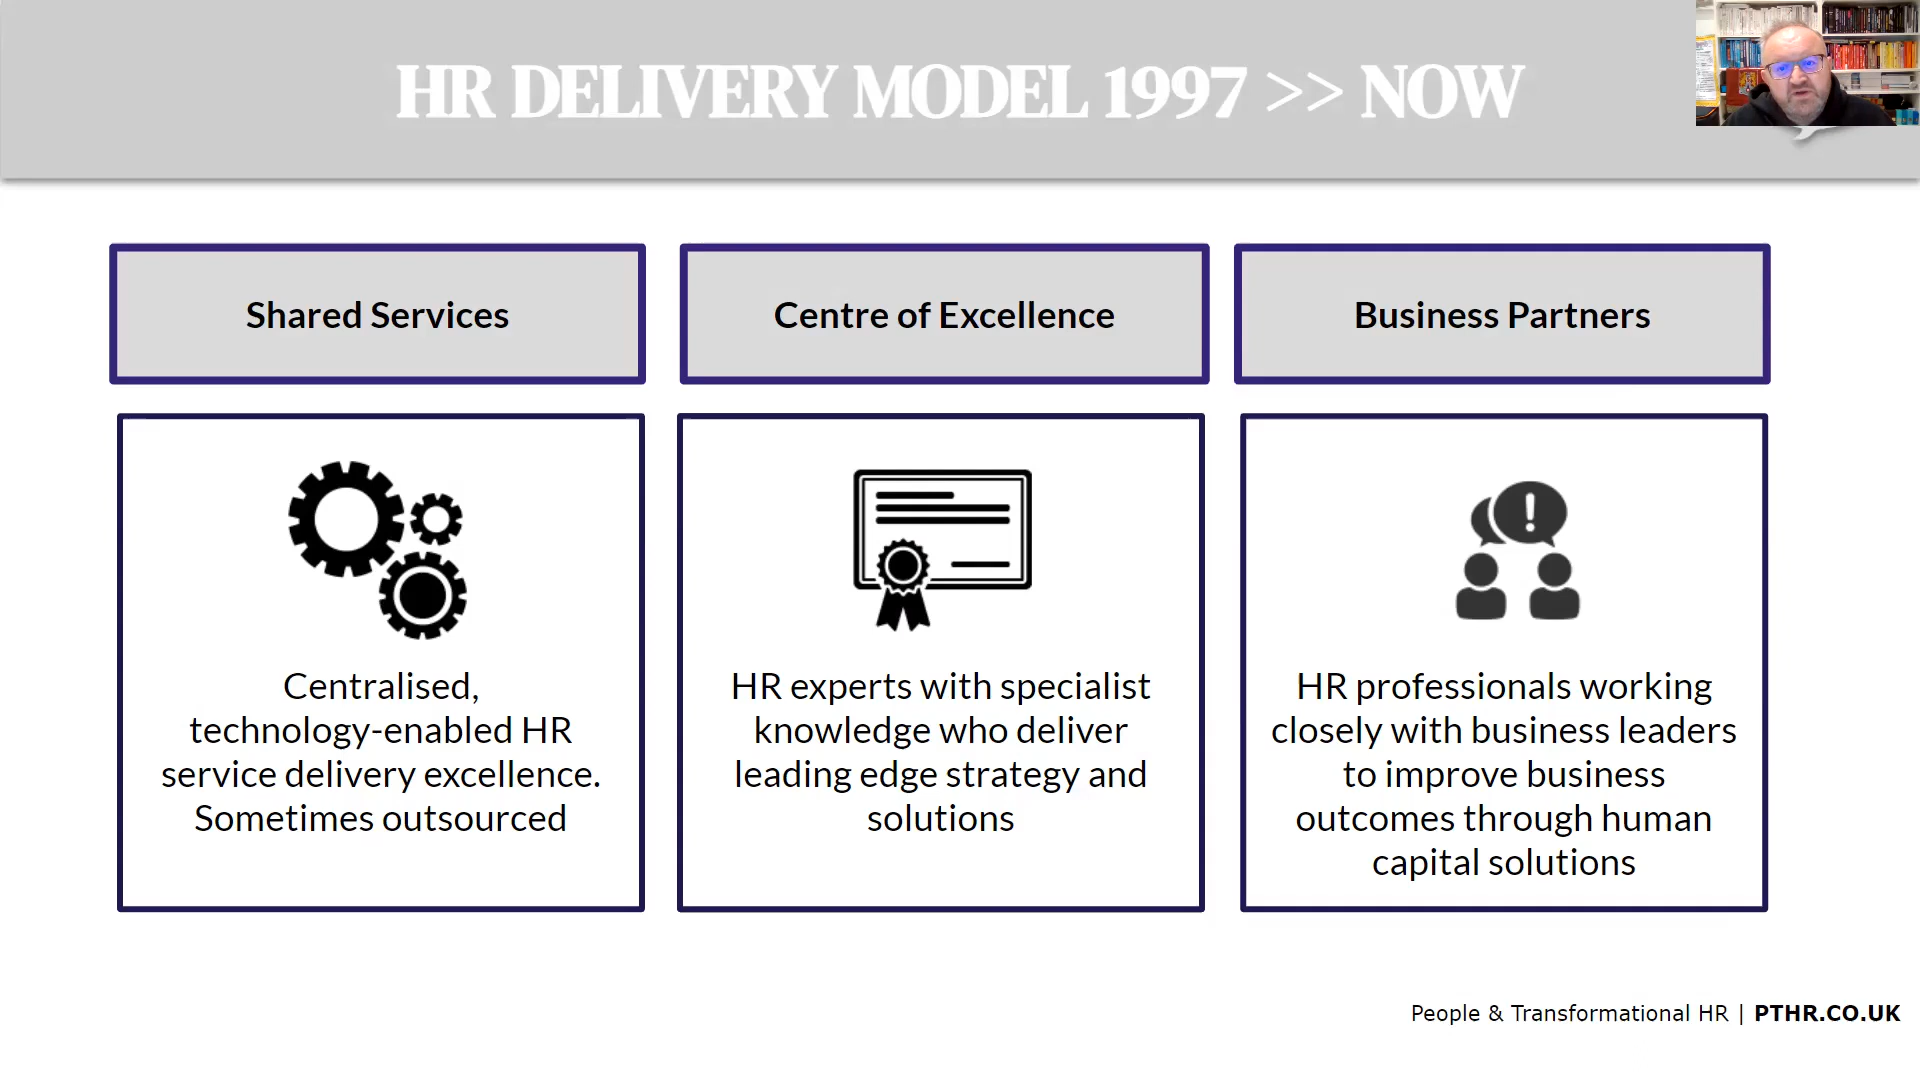 HR DELIVERY MODEL 1997 >> NOW
Shared Services
Centre of Excellence
Business Partners
Centralised,
technology-enabled HR
service delivery excellence.
Sometimes outsourced
HR experts with specialist
knowledge who deliver
leading edge strategy and
solutions
HR professionals working
closely with business leaders
to improve business
outcomes through human
capital solutions
People & Transformational HR | PTHR.CO.UK